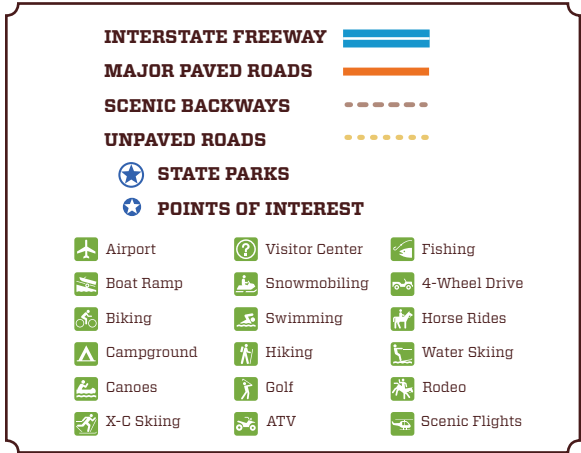 INTERSTATE FREEWAY
MAJOR PAVED ROADS
SCENIC BACKWAYS
UNPAVED ROADS
STATE PARKS
POINTS OF INTEREST
Airport
Boat Ramp
Biking
Campground
Canoes
X-C Skiing
? Visitor Center
Snowmobiling
Swimming
Hiking
Golf
ATV
Fishing
4-Wheel Drive
Horse Rides
Water Skiing
Rodeo
Scenic Flights